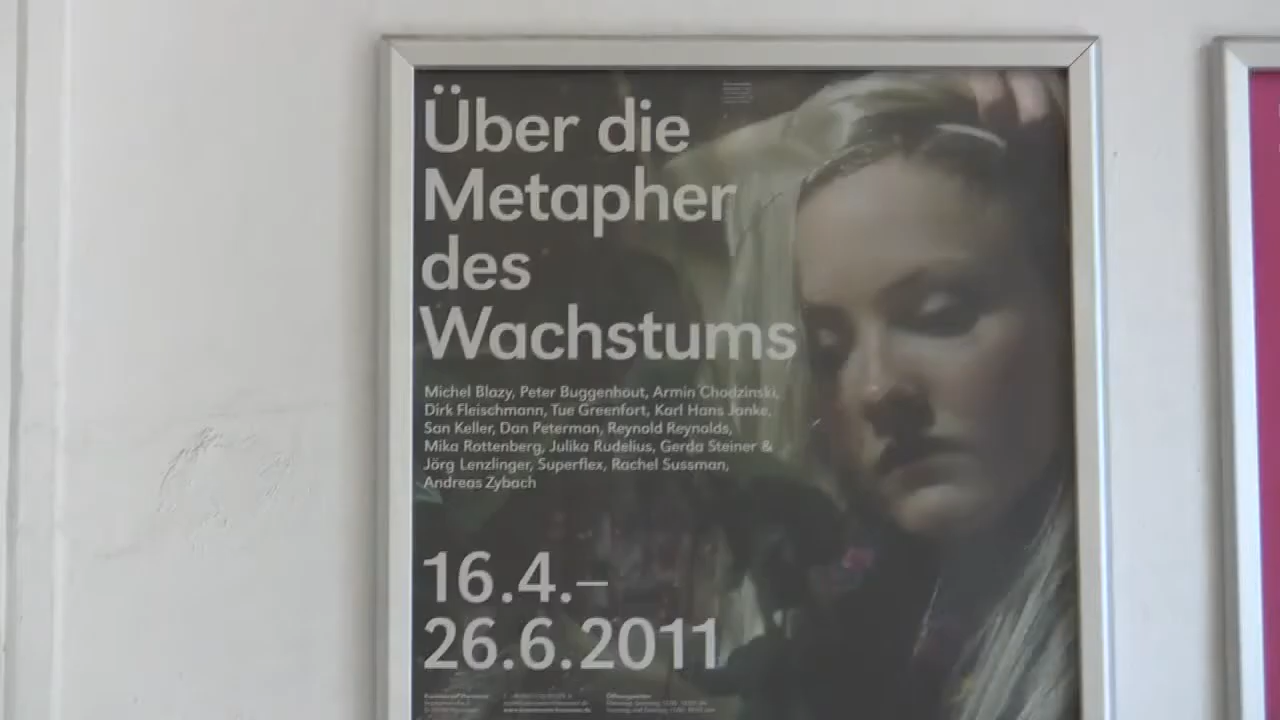 Über die
Metapher
des
Wachstums
Michel Blazy, Peter Buggenhout, Armin Chodzinski,
Dirk Fleischmann, Tue Greenfort, Karl Hans Janke,
San Keller, Dan Peterman, Reynold Reynolds,
Mika Rottenberg, Julika Rudelius, Gerda Steiner &
Jörg Lenzlinger, Superflex, Rachel Sussman,
Andreas Zybach
16.4.–
26.6.2011